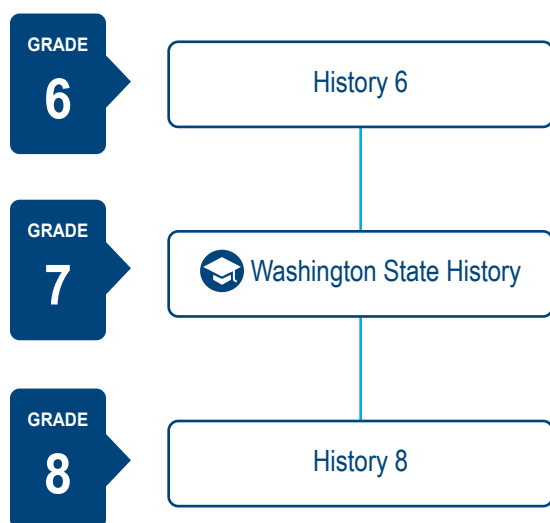 GRADE
6
History 6
GRADE
7
Washington State History
GRADE
8
History 8